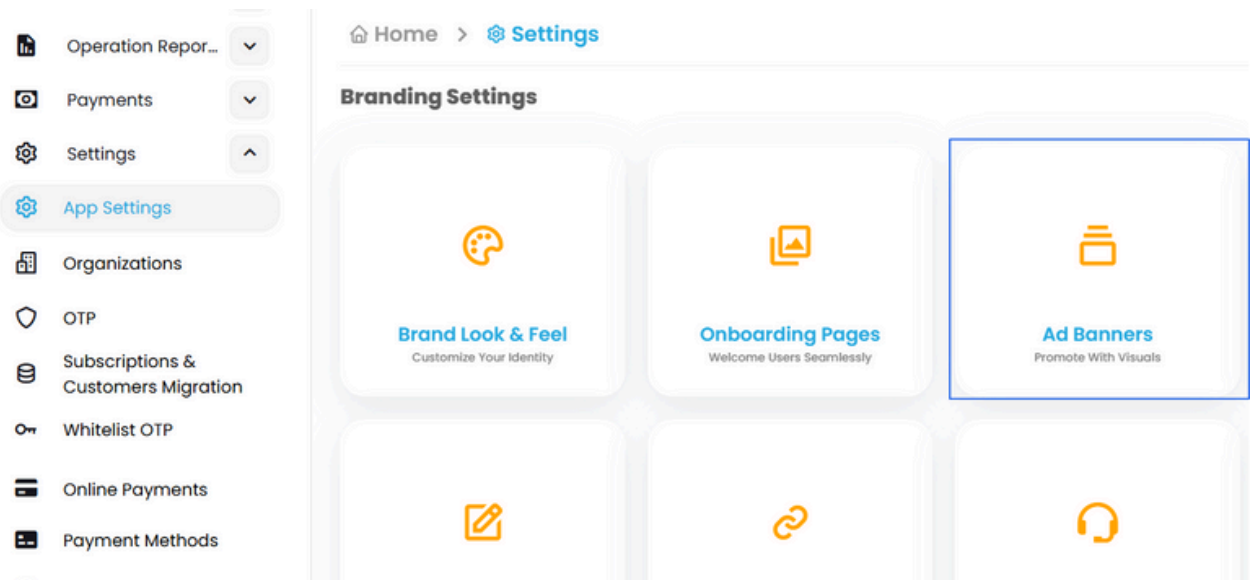 Operation Repor...
Payments
Settings
App Settings
Organizations
OTP
Subscriptions &
Customers Migration
Whitelist OTP
Online Payments
Payment Methods
Home > Settings
Branding Settings
Brand Look & Feel
Customize Your Identity
Onboarding Pages
Welcome Users Seamlessly
Ad Banners
Promote With Visuals